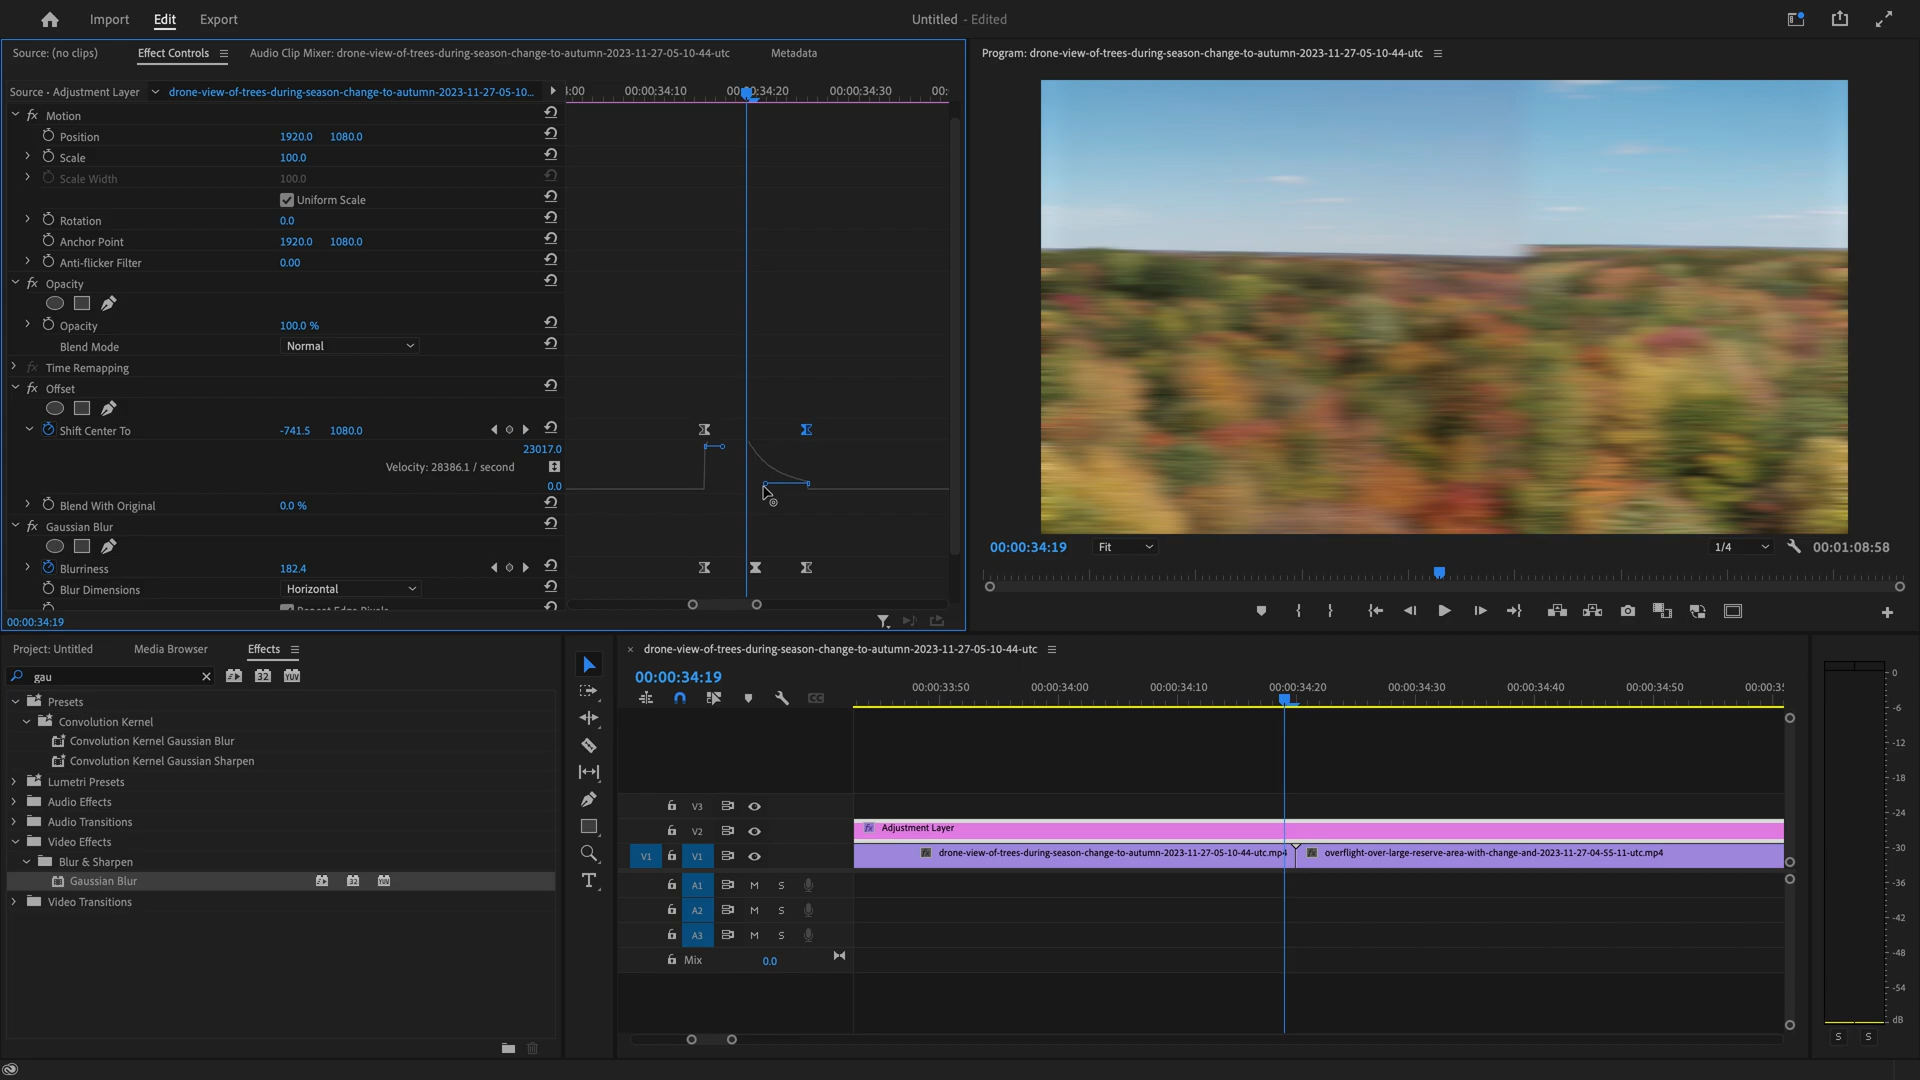 Import Edit Export Untitled - Edited
Source: (no clips) Effect Controls Audio Clip Mixer: drone-view-of-trees-during-season-change-to-autumn-2023-11-27-05-10-44-utc Metadata
Program: drone-view-of-trees-during-season-change-to-autumn-2023-11-27-05-10-44-utc
Source • Adjustment Layer drone-view-of-trees-during-season-change-to-autumn-2023-11-27-05-10... 00:00:34:10 00:00:34:20 00:00:34:30
fx Motion
Position 1920.0 1080.0
Scale 100.0
Scale Width 100.0
Uniform Scale
Rotation 0.0
Anchor Point 1920.0 1080.0
Anti-flicker Filter 0.00
fx Opacity
Opacity 100.0 %
Blend Mode Normal
fx Time Remapping
fx Offset
Shift Center To -741.5 1080.0
23017.0
Velocity: 28386.1 / second
0.0
Blend With Original 0.0 %
fx Gaussian Blur
Blurriness 182.4
Blur Dimensions Horizontal
Repeat Edge Pixels
00:00:34:19
00:00:34:19 Fit 1/4 00:01:08:58
Project: Untitled Media Browser Effects
gau 32 YUV
Presets
Convolution Kernel
Convolution Kernel Gaussian Blur
Convolution Kernel Gaussian Sharpen
Lumetri Presets
Audio Effects
Audio Transitions
Video Effects
Blur & Sharpen
Gaussian Blur 32 YUV
Video Transitions
× drone-view-of-trees-during-season-change-to-autumn-2023-11-27-05-10-44-utc
00:00:34:19
00:00:33:50 00:00:34:00 00:00:34:10 00:00:34:20 00:00:34:30 00:00:34:40 00:00:34:50
V3
V2 fx Adjustment Layer
V1 V1 fx drone-view-of-trees-during-season-change-to-autumn-2023-11-27-05-10-44-utc.mp4 fx overflight-over-large-reserve-area-with-change-and-2023-11-27-04-55-11-utc.mp4
A1 M S
A2 M S
A3 M S
Mix 0.0
0
-6
-12
-18
-24
-30
-36
-42
-48
-54
dB
S S